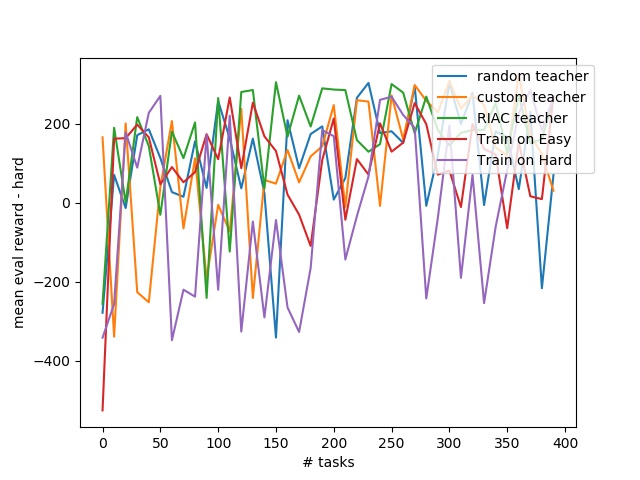 random teacher
custom teacher
RIAC teacher
Train on Easy
Train on Hard
mean eval reward - hard
200
0
−200
−400
0 50 100 150 200 250 300 350 400
# tasks